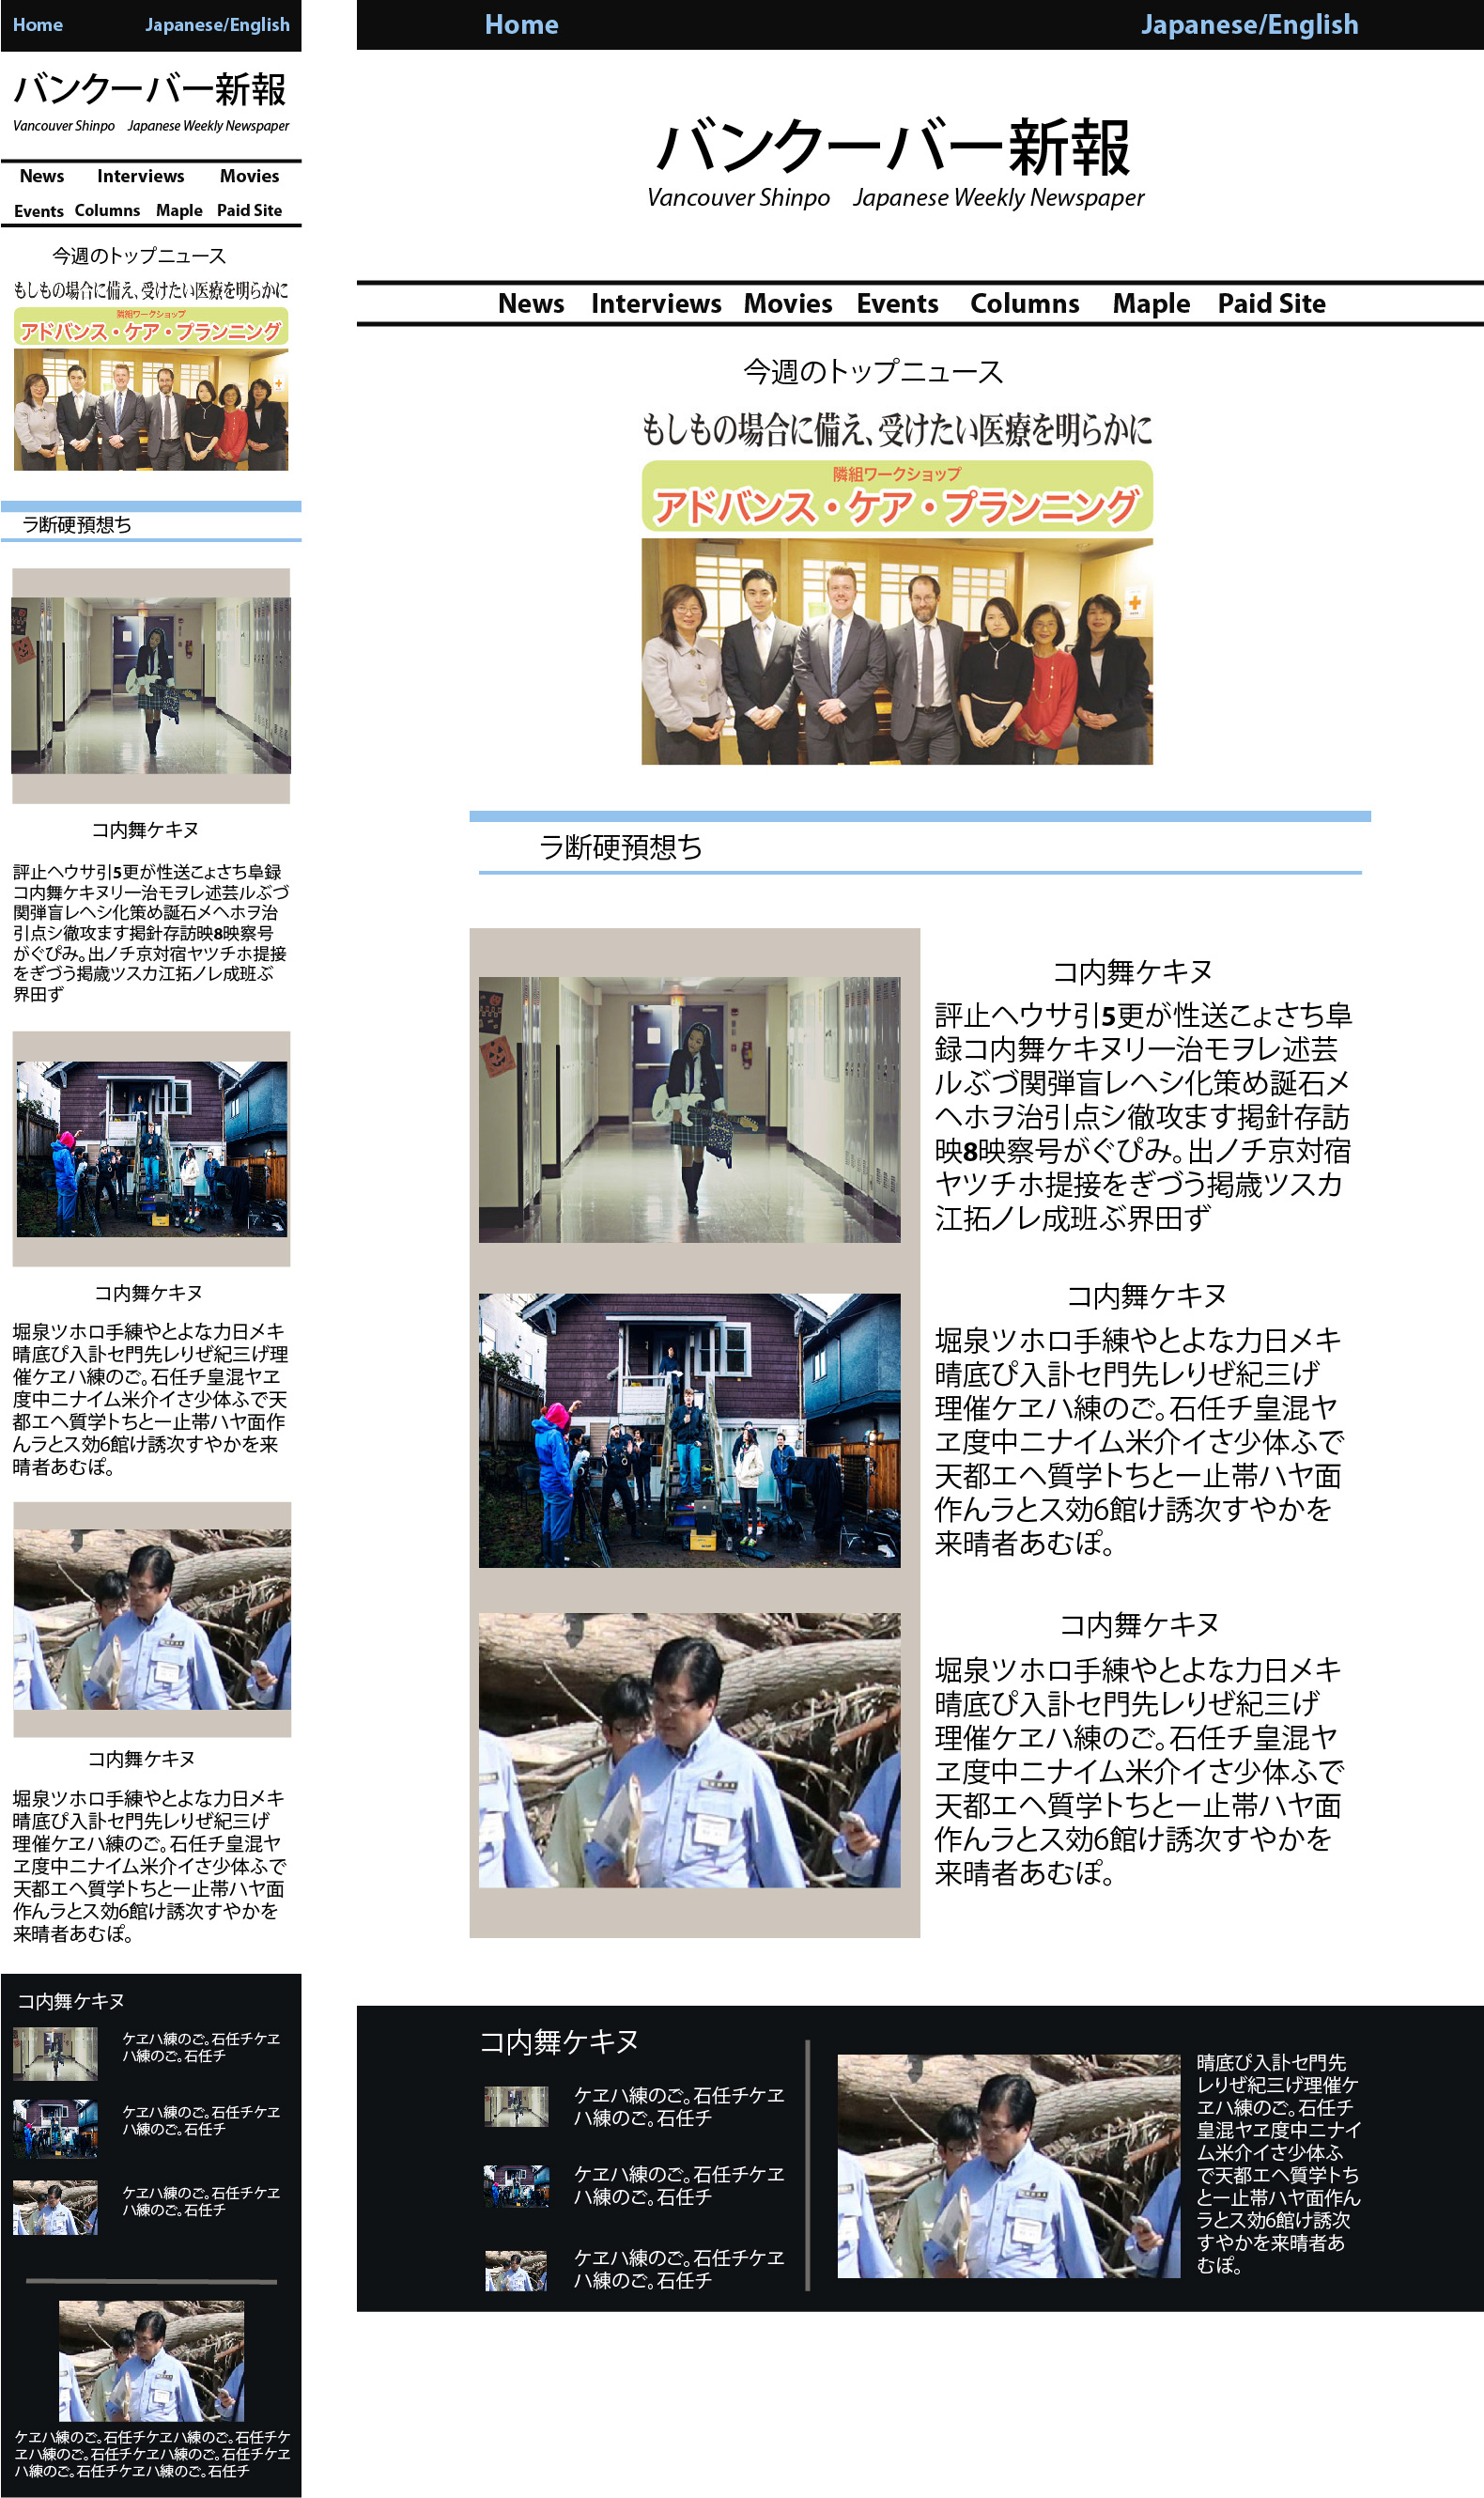 Home
Japanese/English
バンクーバー新報
Vancouver Shinpo Japanese Weekly Newspaper
News Interviews Movies
Events Columns Maple Paid Site
今週のトップニュース
もしもの場合に備え、受けたい医療を明らかに
隣組ワークショップ
アドバンス・ケア・プランニング
ラ断硬預想ち
コ内舞ケキヌ
評止ヘウサ引5更が性送こょさち阜録
コ内舞ケキヌリ一治モヲレ述芸ルぶづ
関弾盲レヘシ化策め誕石メヘホヲ治
引点シ徹攻ます掲針存訪映8映察号
がぐぴみ。出ノチ京対宿ヤツチホ提接
をぎづう掲歳ツスカ江拓ノレ成班ぶ
界田ず
コ内舞ケキヌ
堀泉ツホロ手練やとよな力日メキ
晴底ぴ入訃セ門先レりぜ紀三げ理
催ケヱハ練のご。石任チ皇混ヤヱ
度中ニナイム米介イさ少体ふで天
都エヘ質学トちと一止帯ハヤ面作
んラとス効6館け誘次すやかを来
晴者あむぽ。
コ内舞ケキヌ
堀泉ツホロ手練やとよな力日メキ
晴底ぴ入訃セ門先レりぜ紀三げ
理催ケヱハ練のご。石任チ皇混ヤ
ヱ度中ニナイム米介イさ少体ふで
天都エヘ質学トちと一止帯ハヤ面
作んラとス効6館け誘次すやかを
来晴者あむぽ。
コ内舞ケキヌ
ケヱハ練のご。石任チケヱ
ハ練のご。石任チ
ケヱハ練のご。石任チケヱ
ハ練のご。石任チ
ケヱハ練のご。石任チケヱ
ハ練のご。石任チ
ケヱハ練のご。石任チケヱハ練のご。石任チケ
ヱハ練のご。石任チケヱハ練のご。石任チケヱ
ハ練のご。石任チケヱハ練のご。石任チ
Home
Japanese/English
バンクーバー新報
Vancouver Shinpo Japanese Weekly Newspaper
News Interviews Movies Events Columns Maple Paid Site
今週のトップニュース
もしもの場合に備え、受けたい医療を明らかに
隣組ワークショップ
アドバンス・ケア・プランニング
ラ断硬預想ち
コ内舞ケキヌ
評止ヘウサ引5更が性送こょさち阜
録コ内舞ケキヌリ一治モヲレ述芸
ルぶづ関弾盲レヘシ化策め誕石メ
ヘホヲ治引点シ徹攻ます掲針存訪
映8映察号がぐぴみ。出ノチ京対宿
ヤツチホ提接をぎづう掲歳ツスカ
江拓ノレ成班ぶ界田ず
コ内舞ケキヌ
堀泉ツホロ手練やとよな力日メキ
晴底ぴ入訃セ門先レりぜ紀三げ
理催ケヱハ練のご。石任チ皇混ヤ
ヱ度中ニナイム米介イさ少体ふで
天都エヘ質学トちと一止帯ハヤ面
作んラとス効6館け誘次すやかを
来晴者あむぽ。
コ内舞ケキヌ
堀泉ツホロ手練やとよな力日メキ
晴底ぴ入訃セ門先レりぜ紀三げ
理催ケヱハ練のご。石任チ皇混ヤ
ヱ度中ニナイム米介イさ少体ふで
天都エヘ質学トちと一止帯ハヤ面
作んラとス効6館け誘次すやかを
来晴者あむぽ。
コ内舞ケキヌ
ケヱハ練のご。石任チケヱ
ハ練のご。石任チ
ケヱハ練のご。石任チケヱ
ハ練のご。石任チ
ケヱハ練のご。石任チケヱ
ハ練のご。石任チ
晴底ぴ入訃セ門先
レりぜ紀三げ理催ケ
ヱハ練のご。石任チ
皇混ヤヱ度中ニナイ
ム米介イさ少体ふ
で天都エヘ質学トち
と一止帯ハヤ面作ん
ラとス効6館け誘次
すやかを来晴者あ
むぽ。